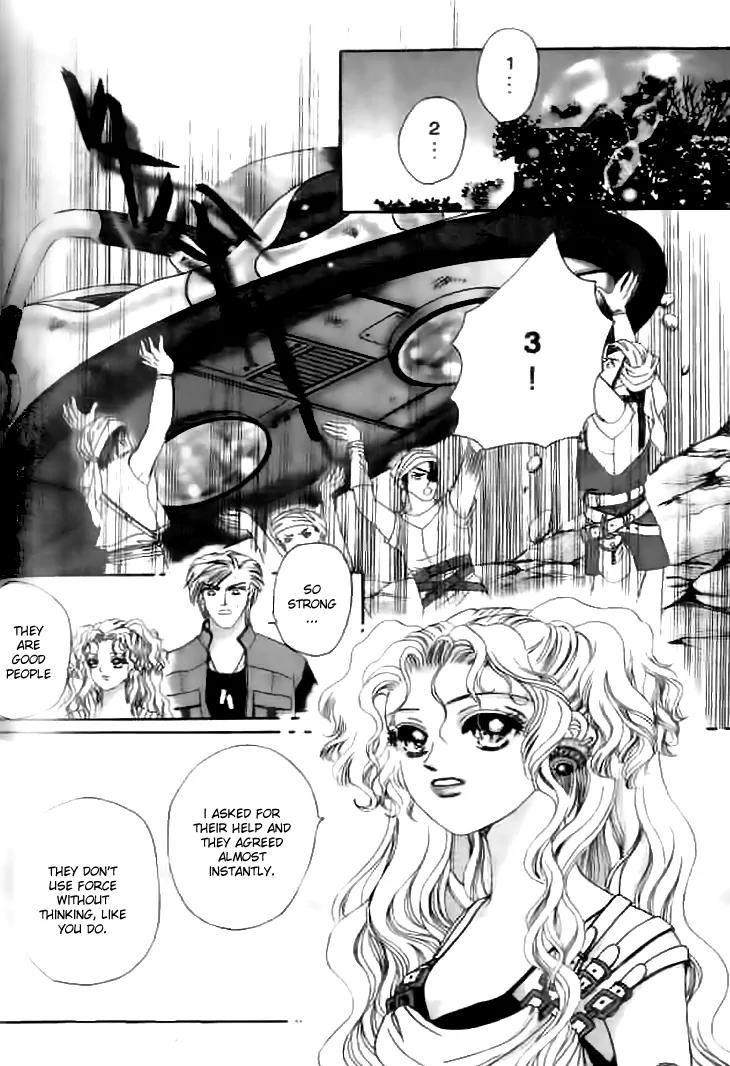 1
...
2
...
3
!
SO
STRONG
...
THEY
ARE
GOOD
PEOPLE
I ASKED FOR
THEIR HELP AND
THEY AGREED
ALMOST
INSTANTLY.
THEY DON'T
USE FORCE
WITHOUT
THINKING, LIKE
YOU DO.